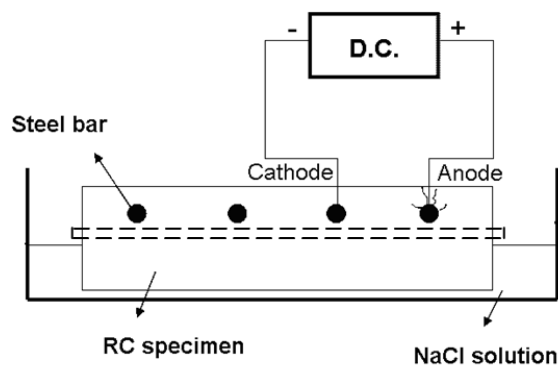 - D.C. +
Steel bar
Cathode Anode
RC specimen
NaCl solution